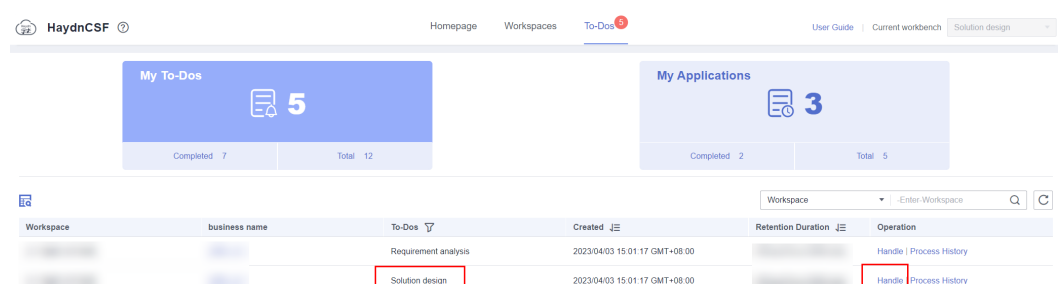 HaydnCSF ? Homepage Workspaces To-Dos 5 User Guide | Current workbench Solution design
My To-Dos
5
Completed 7 Total 12
My Applications
3
Completed 2 Total 5
Workspace -Enter-Workspace
Workspace business name To-Dos Created Retention Duration Operation
Requirement analysis 2023/04/03 15:01:17 GMT+08:00 Handle | Process History
Solution design 2023/04/03 15:01:17 GMT+08:00 Handle | Process History